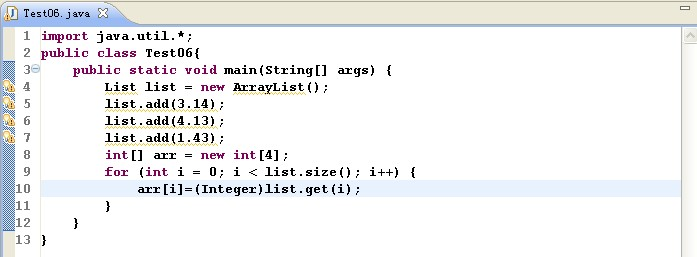 Test06.java
1 import java.util.*;
2 public class Test06{
3 public static void main(String[] args) {
4 List list = new ArrayList();
5 list.add(3.14);
6 list.add(4.13);
7 list.add(1.43);
8 int[] arr = new int[4];
9 for (int i = 0; i < list.size(); i++) {
10 arr[i]=(Integer)list.get(i);
11 }
12 }
13 }